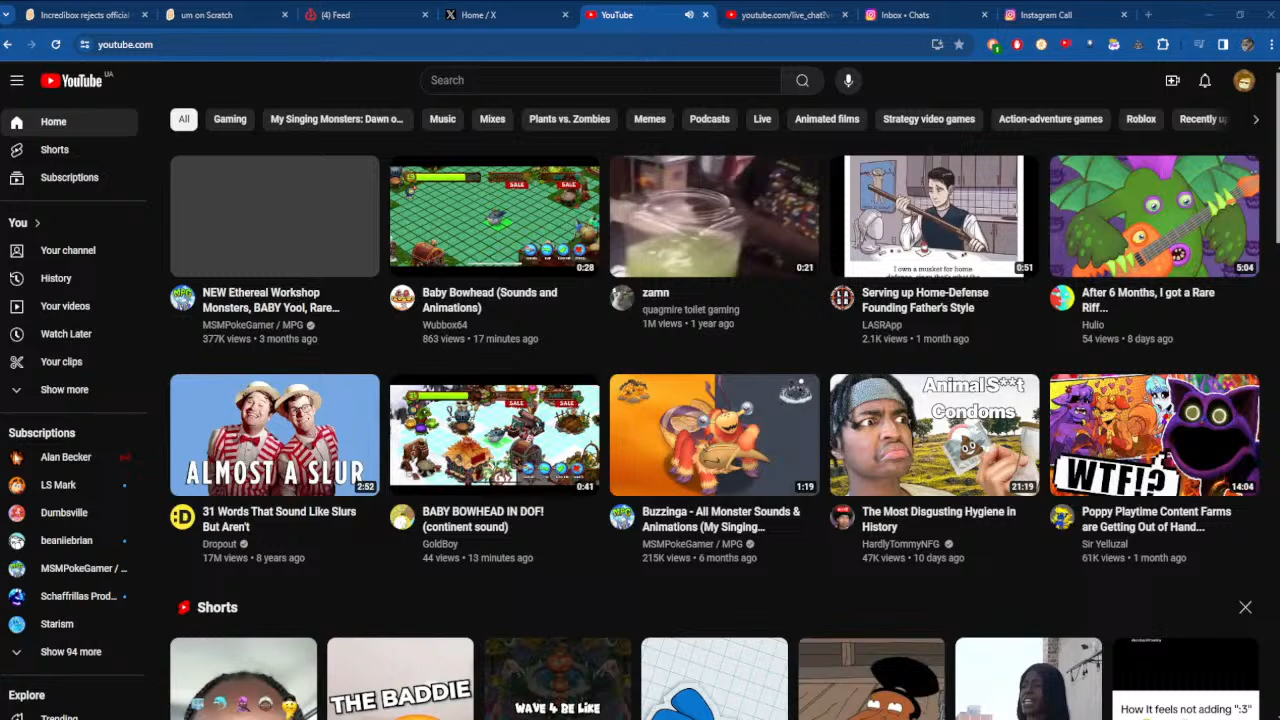 Incredibox rejects official
um on Scratch
(4) Feed
Home / X
YouTube
youtube.com/live_chat?v
Inbox • Chats
Instagram Call
youtube.com
YouTube UA
Search
Home
Shorts
Subscriptions
You
Your channel
History
Your videos
Watch Later
Your clips
Show more
Subscriptions
Alan Becker
LS Mark
Dumbsville
beaniebrian
MSMPokeGamer / ...
Schaffrillas Prod...
Starism
Show 94 more
Explore
Trending
All
Gaming
My Singing Monsters: Dawn o...
Music
Mixes
Plants vs. Zombies
Memes
Podcasts
Live
Animated films
Strategy video games
Action-adventure games
Roblox
Recently u
NEW Ethereal Workshop
Monsters, BABY Yooi, Rare...
MSMPokeGamer / MPG
377K views • 3 months ago
SALE
SALE
0:28
Baby Bowhead (Sounds and
Animations)
Wubbox64
863 views • 17 minutes ago
0:21
zamn
quagmire toilet gaming
1M views • 1 year ago
I own a musket for home
defense, since that's what the
0:51
Serving up Home-Defense
Founding Father's Style
LASRApp
2.1K views • 1 month ago
5:04
After 6 Months, I got a Rare
Riff...
Hulio
54 views • 8 days ago
ALMOST A SLUR
2:52
31 Words That Sound Like Slurs
But Aren't
Dropout
17M views • 8 years ago
SALE
SALE
0:41
BABY BOWHEAD IN DOF!
(continent sound)
GoldBoy
44 views • 13 minutes ago
1:19
Buzzinga - All Monster Sounds &
Animations (My Singing...
MSMPokeGamer / MPG
215K views • 6 months ago
Animal S**t
Condoms
21:19
The Most Disgusting Hygiene in
History
HardlyTommyNFG
47K views • 10 days ago
WTF!?
14:04
Poppy Playtime Content Farms
are Getting Out of Hand...
Sir Yelluzal
61K views • 1 month ago
Shorts
THE BADDIE
WAVE 4 BE LIKE
How It feels not adding ":3"